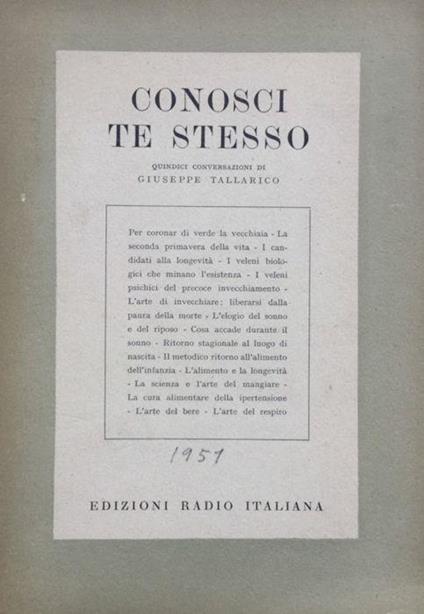 CONOSCI
TE STESSO
QUINDICI CONVERSAZIONI DI
GIUSEPPE TALLARICO
Per coronar di verde la vecchiaia - La
seconda primavera della vita - I can-
didati alla longevità - I veleni biolo-
gici che minano l'esistenza - I veleni
psichici del precoce invecchiamento -
L'arte di invecchiare: liberarsi dalla
paura della morte - L'elogio del sonno
e del riposo - Cosa accade durante il
sonno - Ritorno stagionale al luogo di
nascita - Il metodico ritorno all'alimento
dell'infanzia - L'alimento e la longevità
- La scienza e l'arte del mangiare -
La cura alimentare della ipertensione
- L'arte del bere - L'arte del respiro
1951
EDIZIONI RADIO ITALIANA